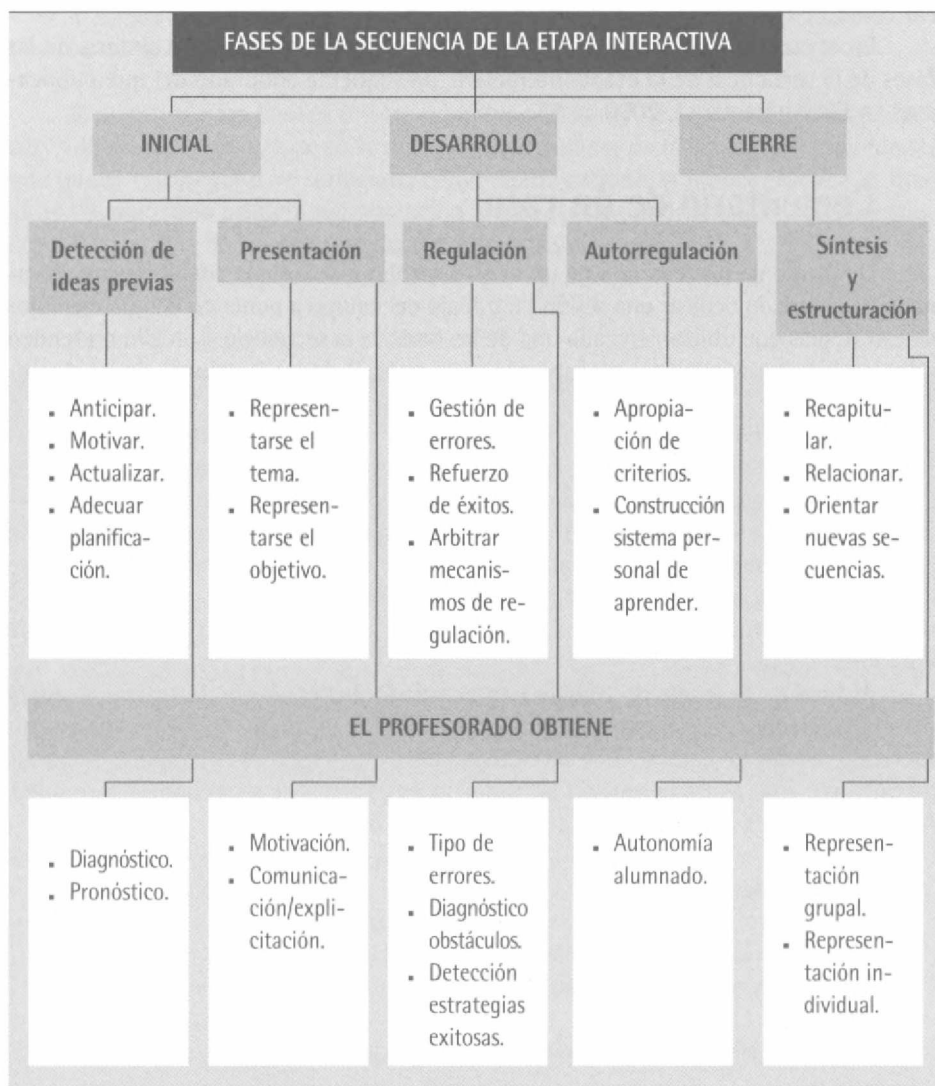 FASES DE LA SECUENCIA DE LA ETAPA INTERACTIVA
INICIAL
DESARROLLO
CIERRE
Detección de
ideas previas
Presentación
Regulación
Autorregulación
Síntesis
y
estructuración
▪ Anticipar.
▪ Motivar.
▪ Actualizar.
▪ Adecuar
planifica-
ción.
▪ Represen-
tarse el
tema.
▪ Represen-
tarse el
objetivo.
▪ Gestión de
errores.
▪ Refuerzo
de éxitos.
▪ Arbitrar
mecanis-
mos de re-
gulación.
▪ Apropia-
ción de
criterios.
▪ Construcción
sistema per-
sonal de
aprender.
▪ Recapitu-
lar.
▪ Relacionar.
▪ Orientar
nuevas se-
cuencias.
EL PROFESORADO OBTIENE
▪ Diagnóstico.
▪ Pronóstico.
▪ Motivación.
▪ Comunica-
ción/expli-
citación.
▪ Tipo de
errores.
▪ Diagnóstico
obstáculos.
▪ Detección
estrategias
exitosas.
▪ Autonomía
alumnado.
▪ Represen-
tación
grupal.
▪ Represen-
tación in-
dividual.